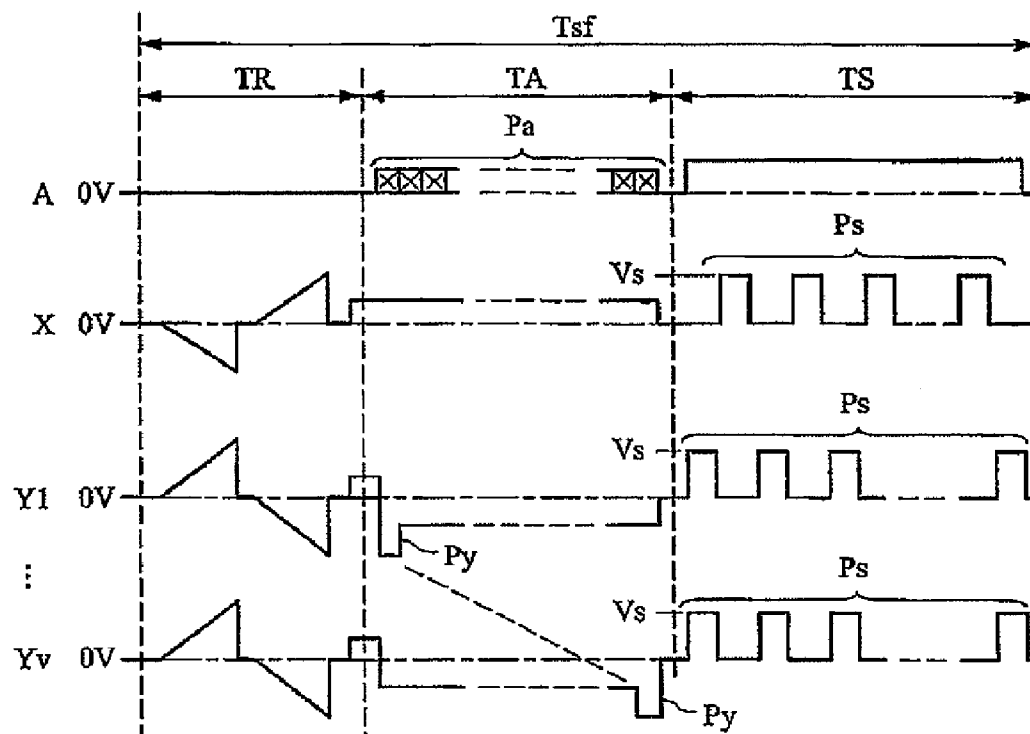 Tsf
TR TA TS
Pa
A 0V
Ps
Vs
X 0V
Ps
Vs
Y1 0V
Py
...
Ps
Vs
Yv 0V
Py